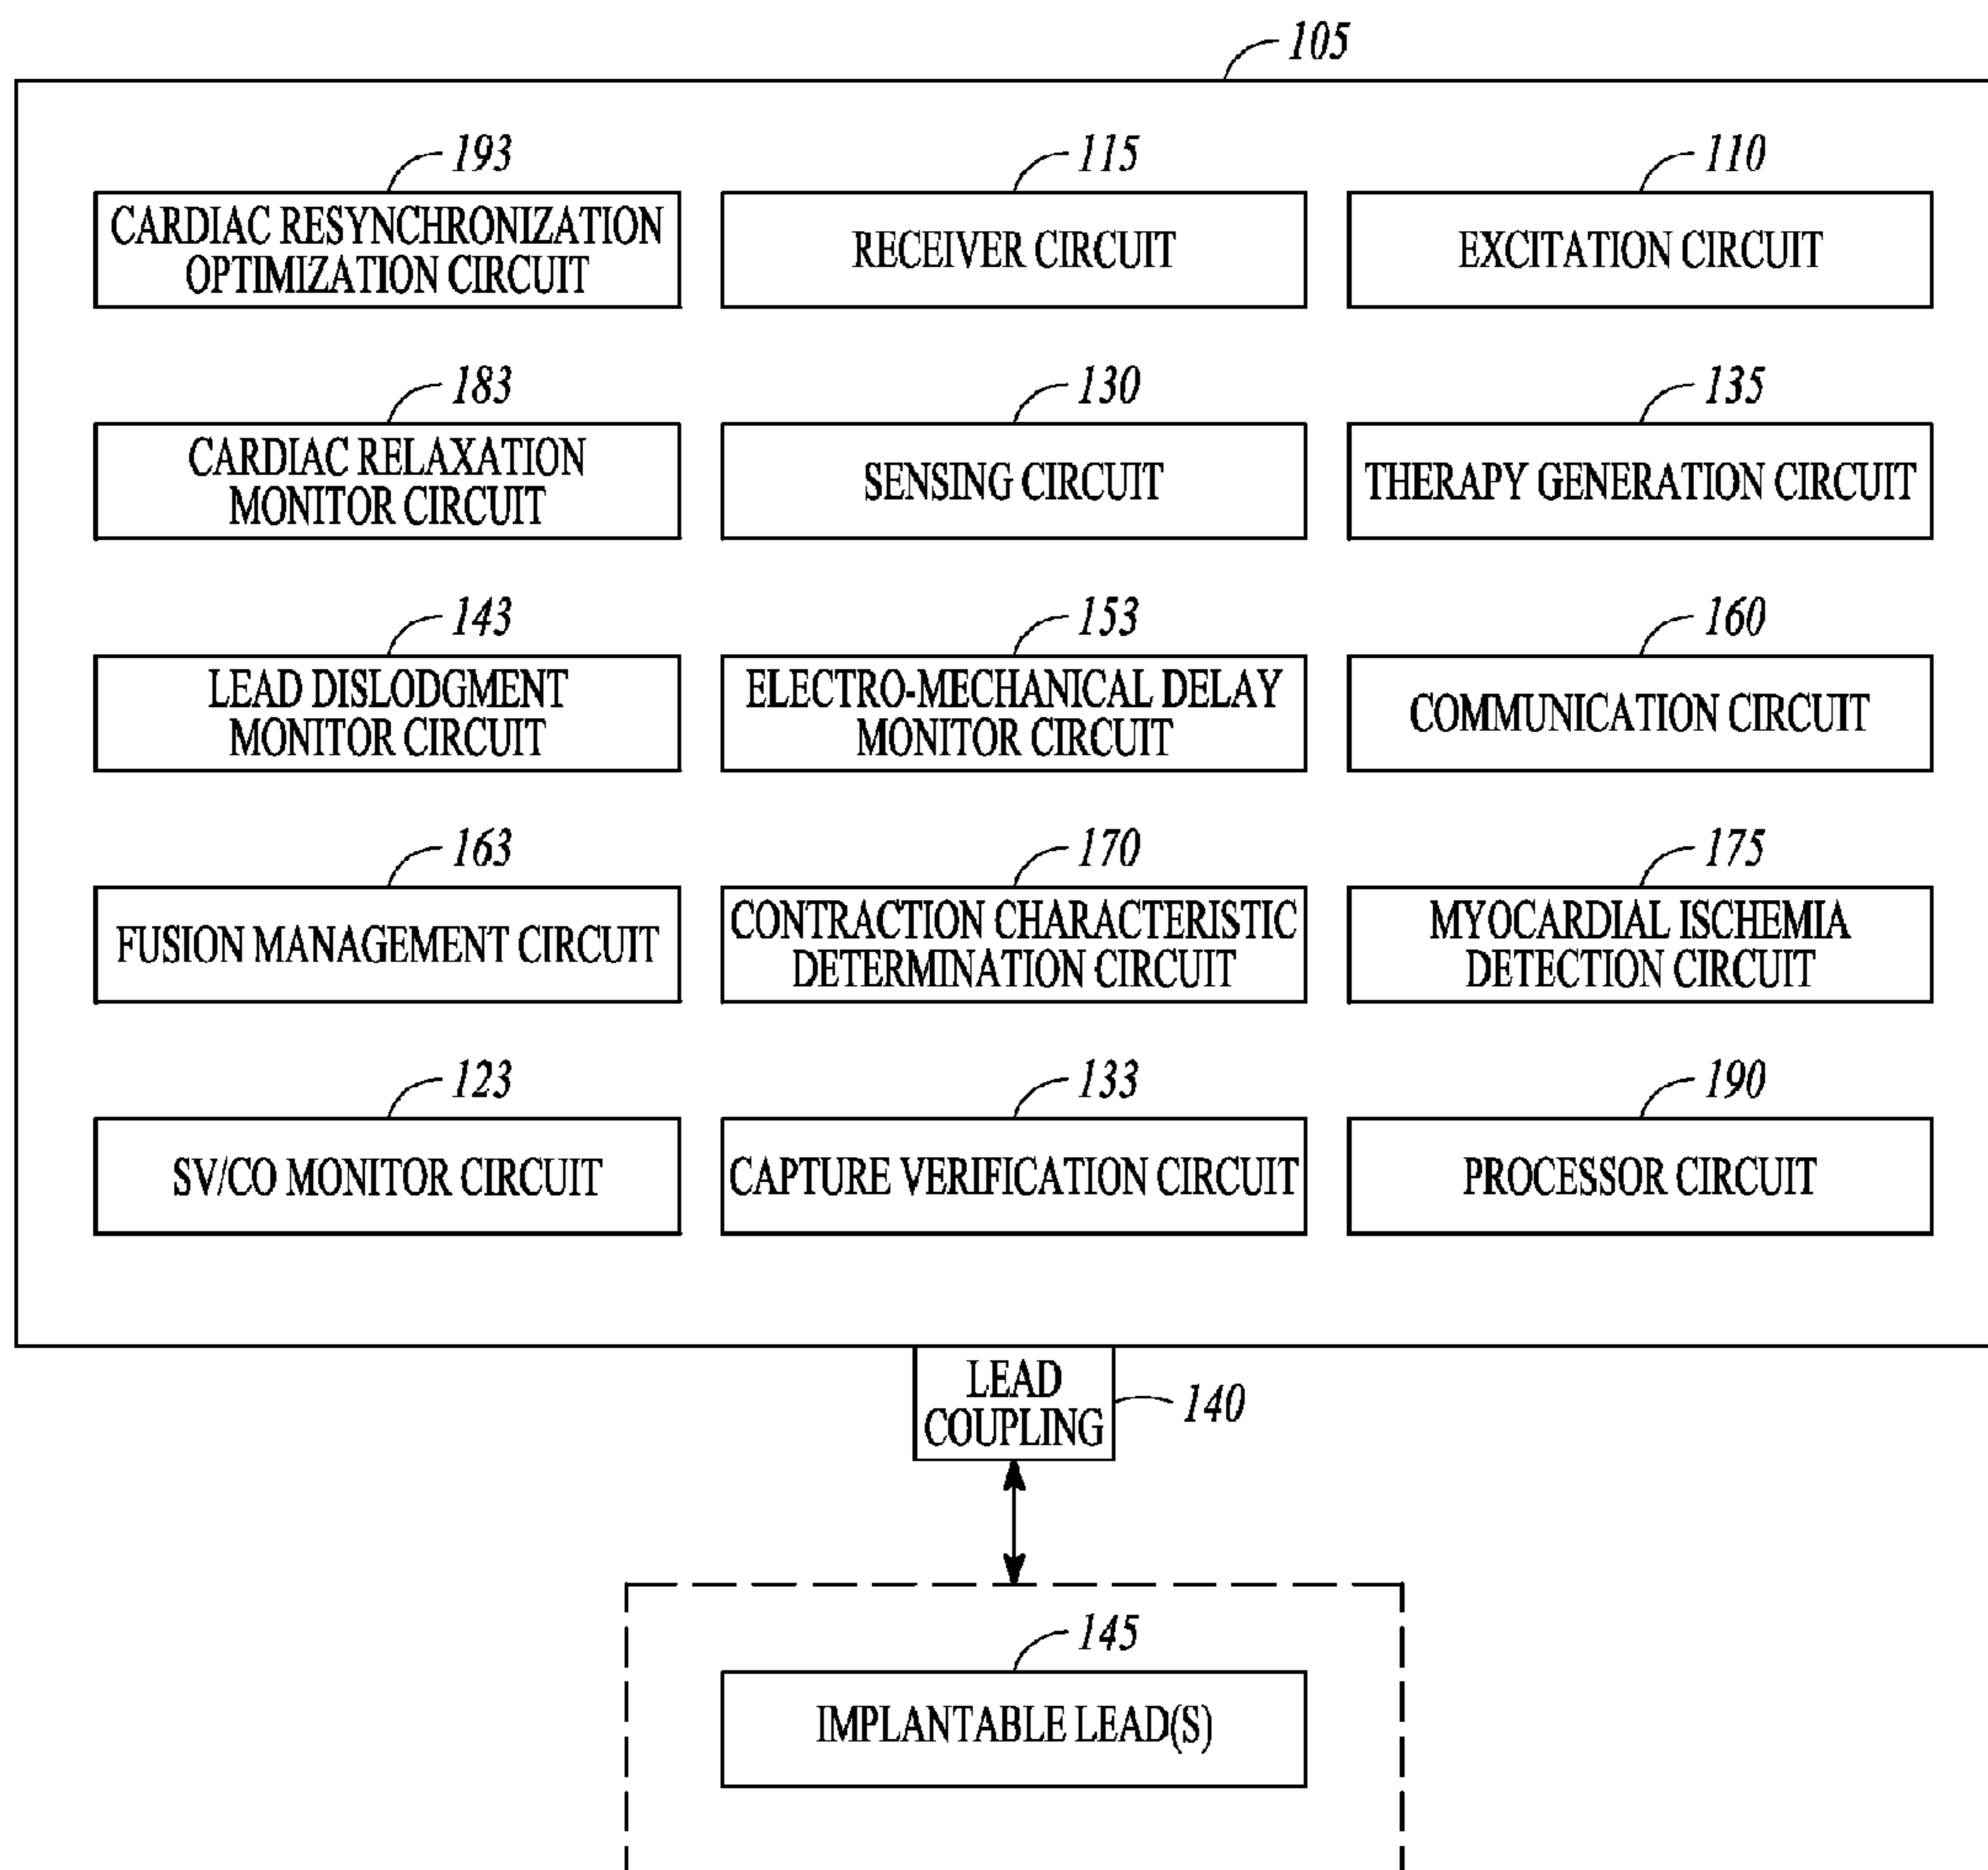 105
193
115
110
CARDIAC RESYNCHRONIZATION
OPTIMIZATION CIRCUIT
RECEIVER CIRCUIT
EXCITATION CIRCUIT
183
130
135
CARDIAC RELAXATION
MONITOR CIRCUIT
SENSING CIRCUIT
THERAPY GENERATION CIRCUIT
143
153
160
LEAD DISLODGMENT
MONITOR CIRCUIT
ELECTRO-MECHANICAL DELAY
MONITOR CIRCUIT
COMMUNICATION CIRCUIT
163
170
175
FUSION MANAGEMENT CIRCUIT
CONTRACTION CHARACTERISTIC
DETERMINATION CIRCUIT
MYOCARDIAL ISCHEMIA
DETECTION CIRCUIT
123
133
190
SV/CO MONITOR CIRCUIT
CAPTURE VERIFICATION CIRCUIT
PROCESSOR CIRCUIT
LEAD
COUPLING
140
145
IMPLANTABLE LEAD(S)